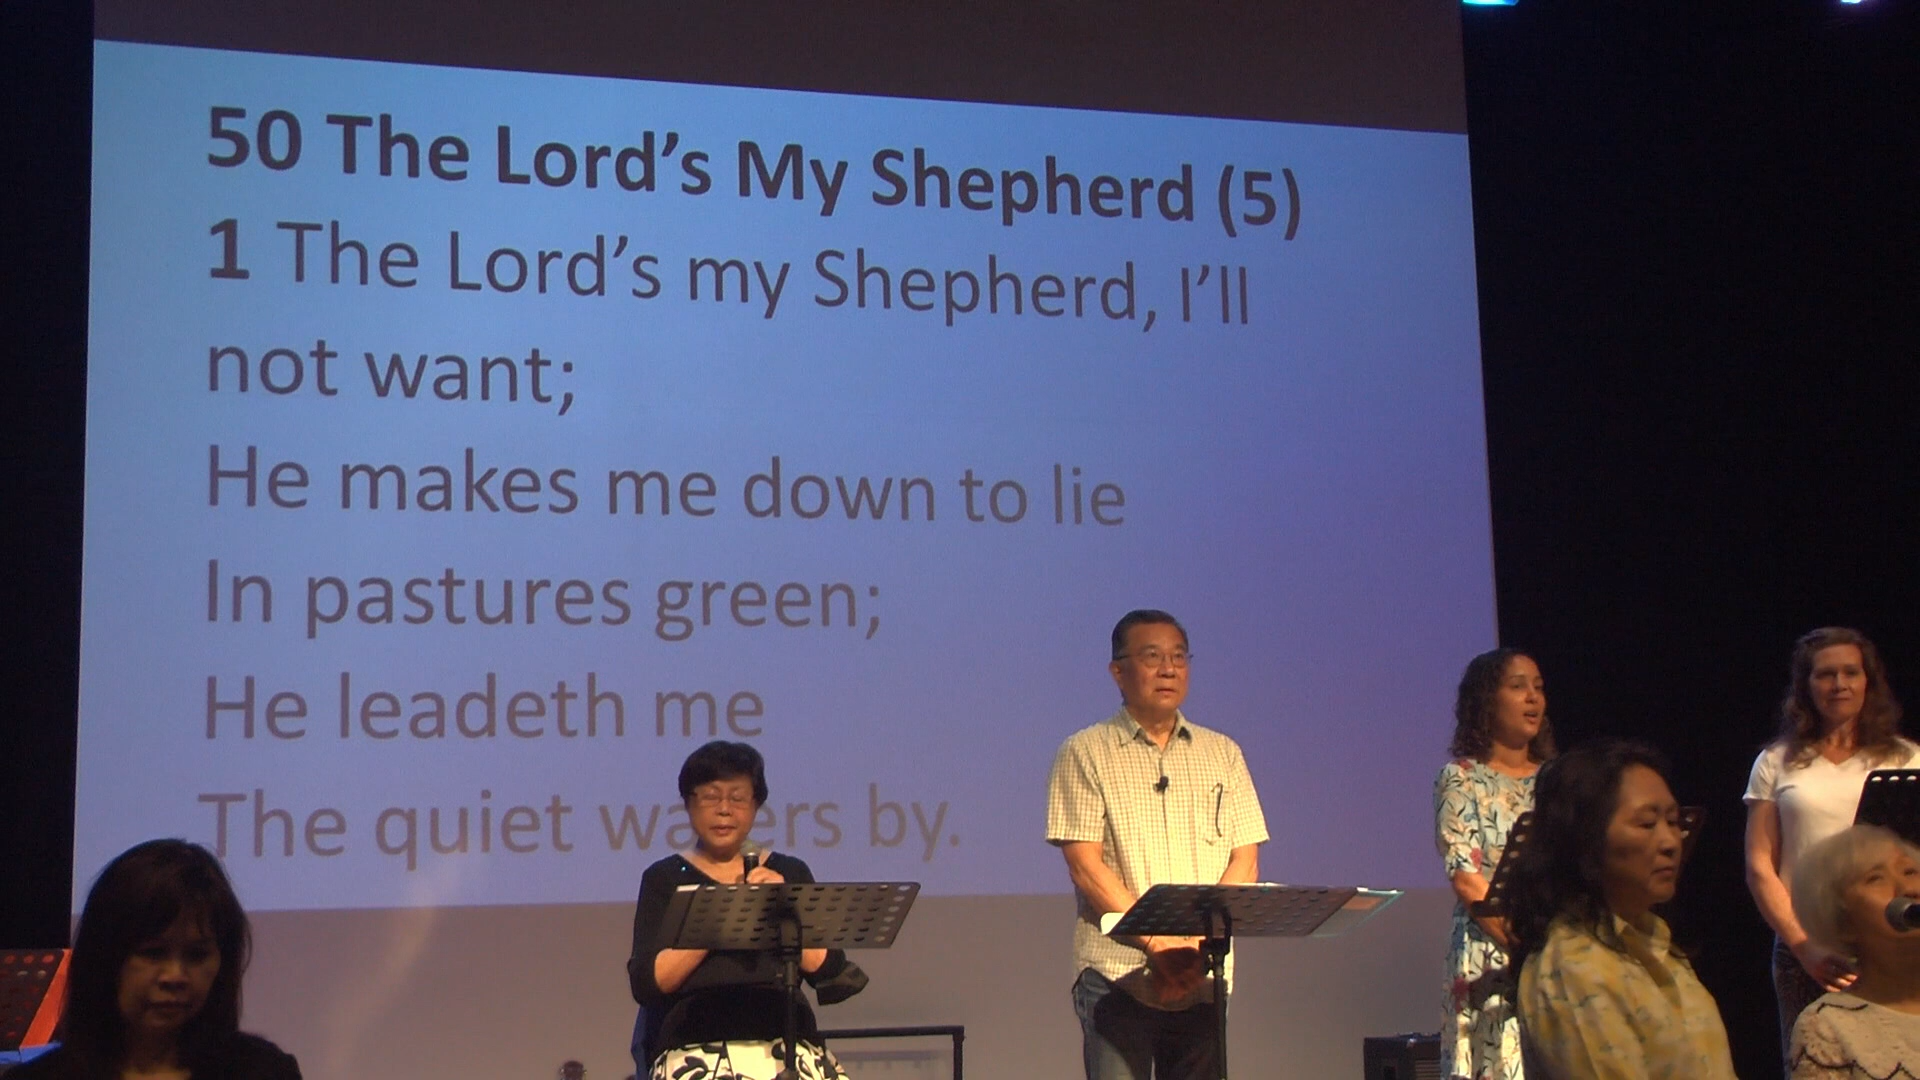 50 The Lord's My Shepherd (5)
1 The Lord's my Shepherd, I'll
not want;
He makes me down to lie
In pastures green;
He leadeth me
The quiet waters by.